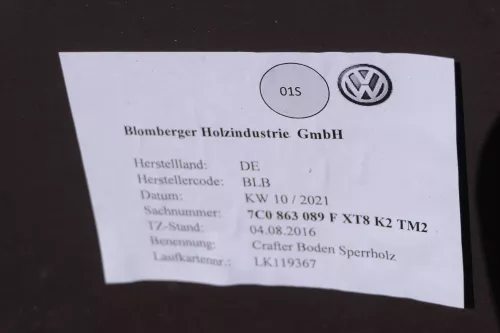 01S
VW
Blomberger Holzindustrie GmbH
Herstellland: DE
Herstellercode: BLB
Datum: KW 10 / 2021
Sachnummer: 7C0 863 089 F XT8 K2 TM2
TZ-Stand: 04.08.2016
Benennung: Crafter Boden Sperrholz
Laufkartennr.: LK119367